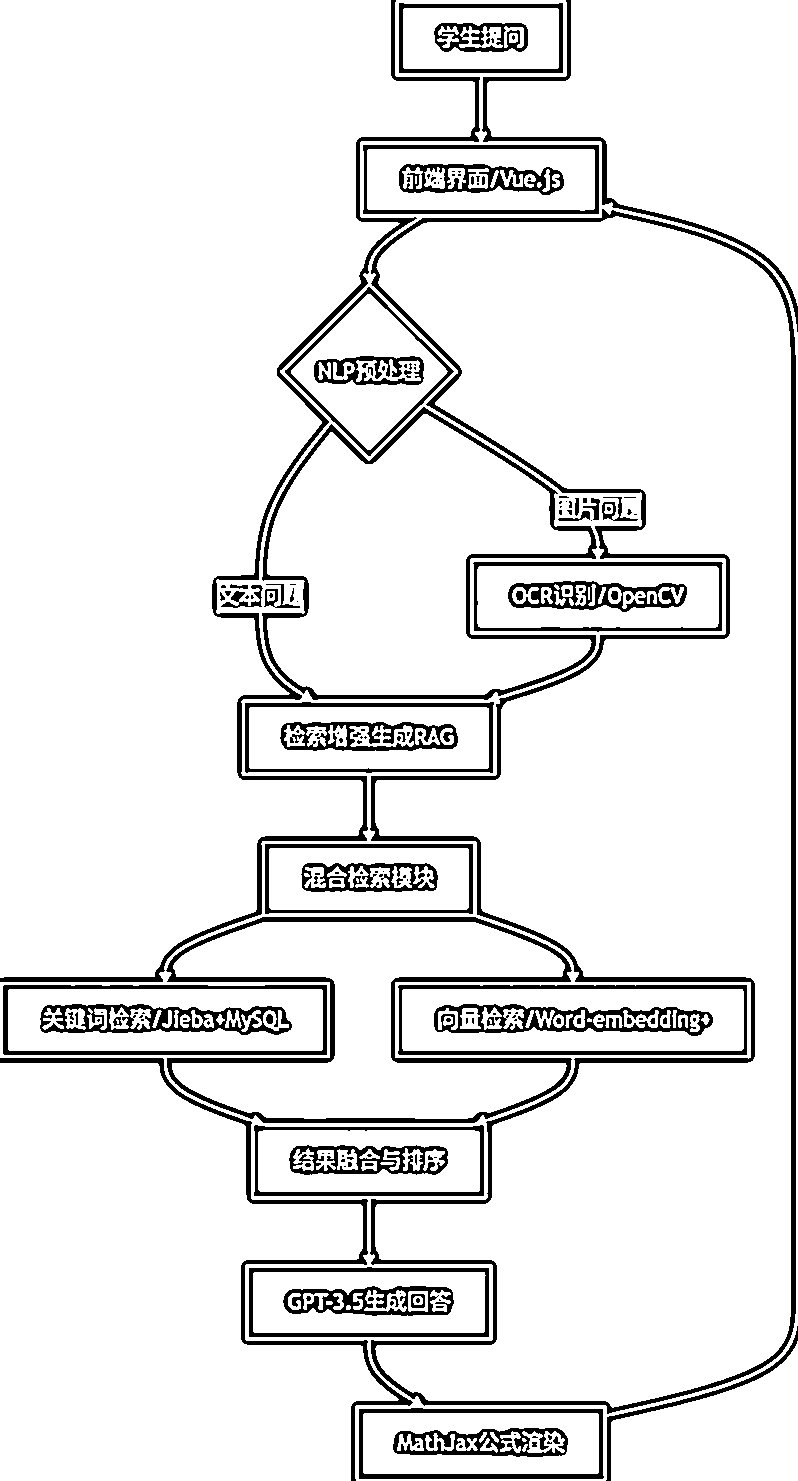 学生提问
前端界面/Vue.js
NLP预处理
图片问题
文本问题
OCR识别/OpenCV
检索增强生成RAG
混合检索模块
关键词检索/Jieba+MySQL
向量检索/Word-embedding+
结果融合与排序
GPT-3.5生成回答
MathJax公式渲染